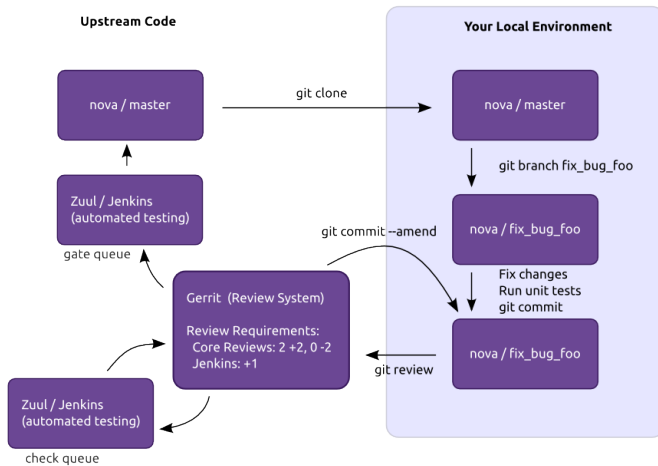 Upstream Code
Your Local Environment
nova / master
git clone
nova / master
git branch fix_bug_foo
Zuul / Jenkins
(automated testing)
gate queue
nova / fix_bug_foo
git commit --amend
Fix changes
Run unit tests
git commit
Gerrit  (Review System)
Review Requirements:
Core Reviews: 2 +2, 0 -2
Jenkins: +1
nova / fix_bug_foo
git review
Zuul / Jenkins
(automated testing)
check queue